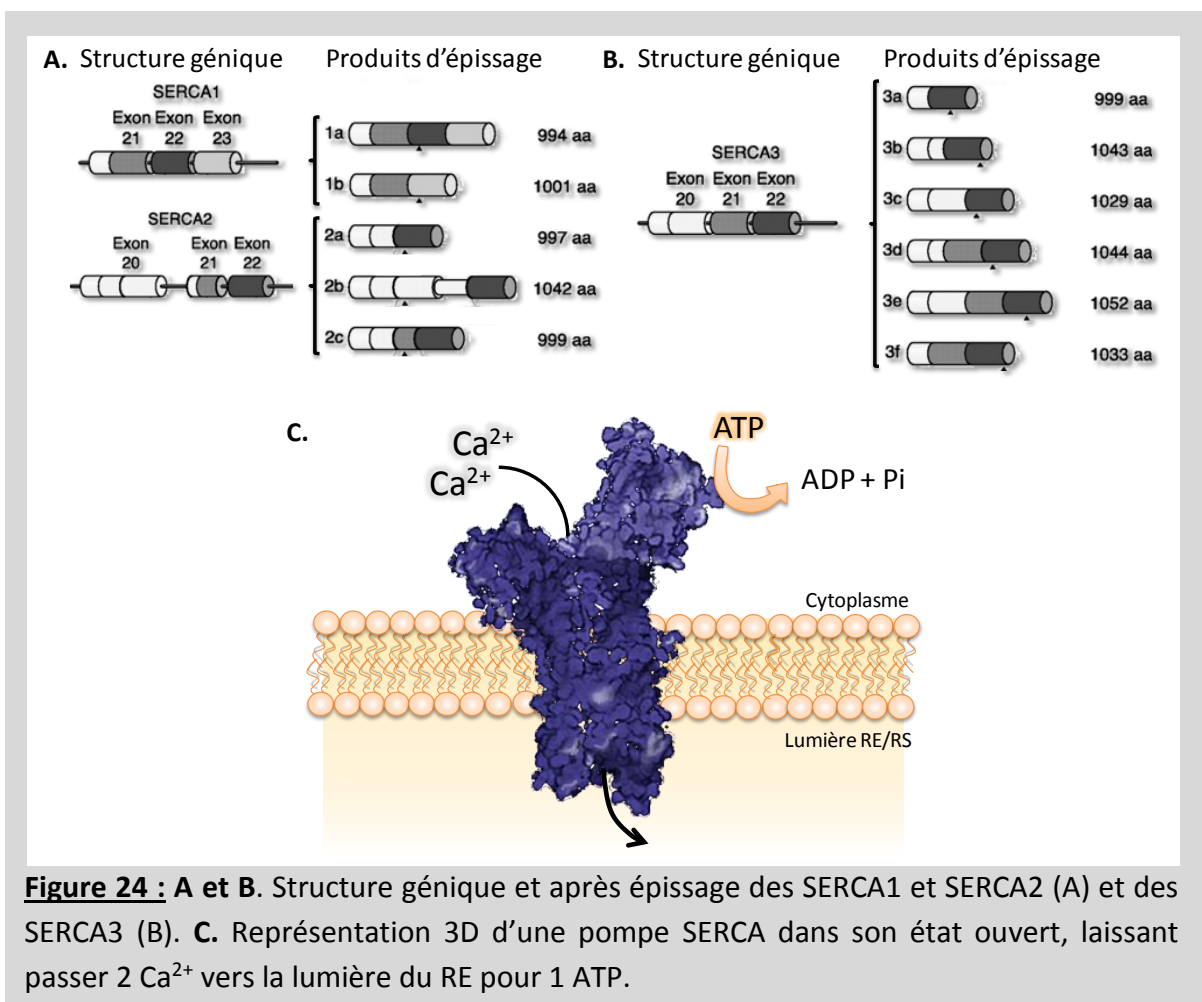 A. Structure génique Produits d'épissage
SERCA1
Exon Exon Exon
21 22 23
1a 994 aa
1b 1001 aa
SERCA2
Exon Exon Exon
20 21 22
2a 997 aa
2b 1042 aa
2c 999 aa
B. Structure génique Produits d'épissage
SERCA3
Exon Exon Exon
20 21 22
3a 999 aa
3b 1043 aa
3c 1029 aa
3d 1044 aa
3e 1052 aa
3f 1033 aa
C.
Ca²⁺
Ca²⁺
ATP
ADP + Pi
Cytoplasme
Lumière RE/RS
Figure 24 : A et B. Structure génique et après épissage des SERCA1 et SERCA2 (A) et des
SERCA3 (B). C. Représentation 3D d'une pompe SERCA dans son état ouvert, laissant
passer 2 Ca²⁺ vers la lumière du RE pour 1 ATP.